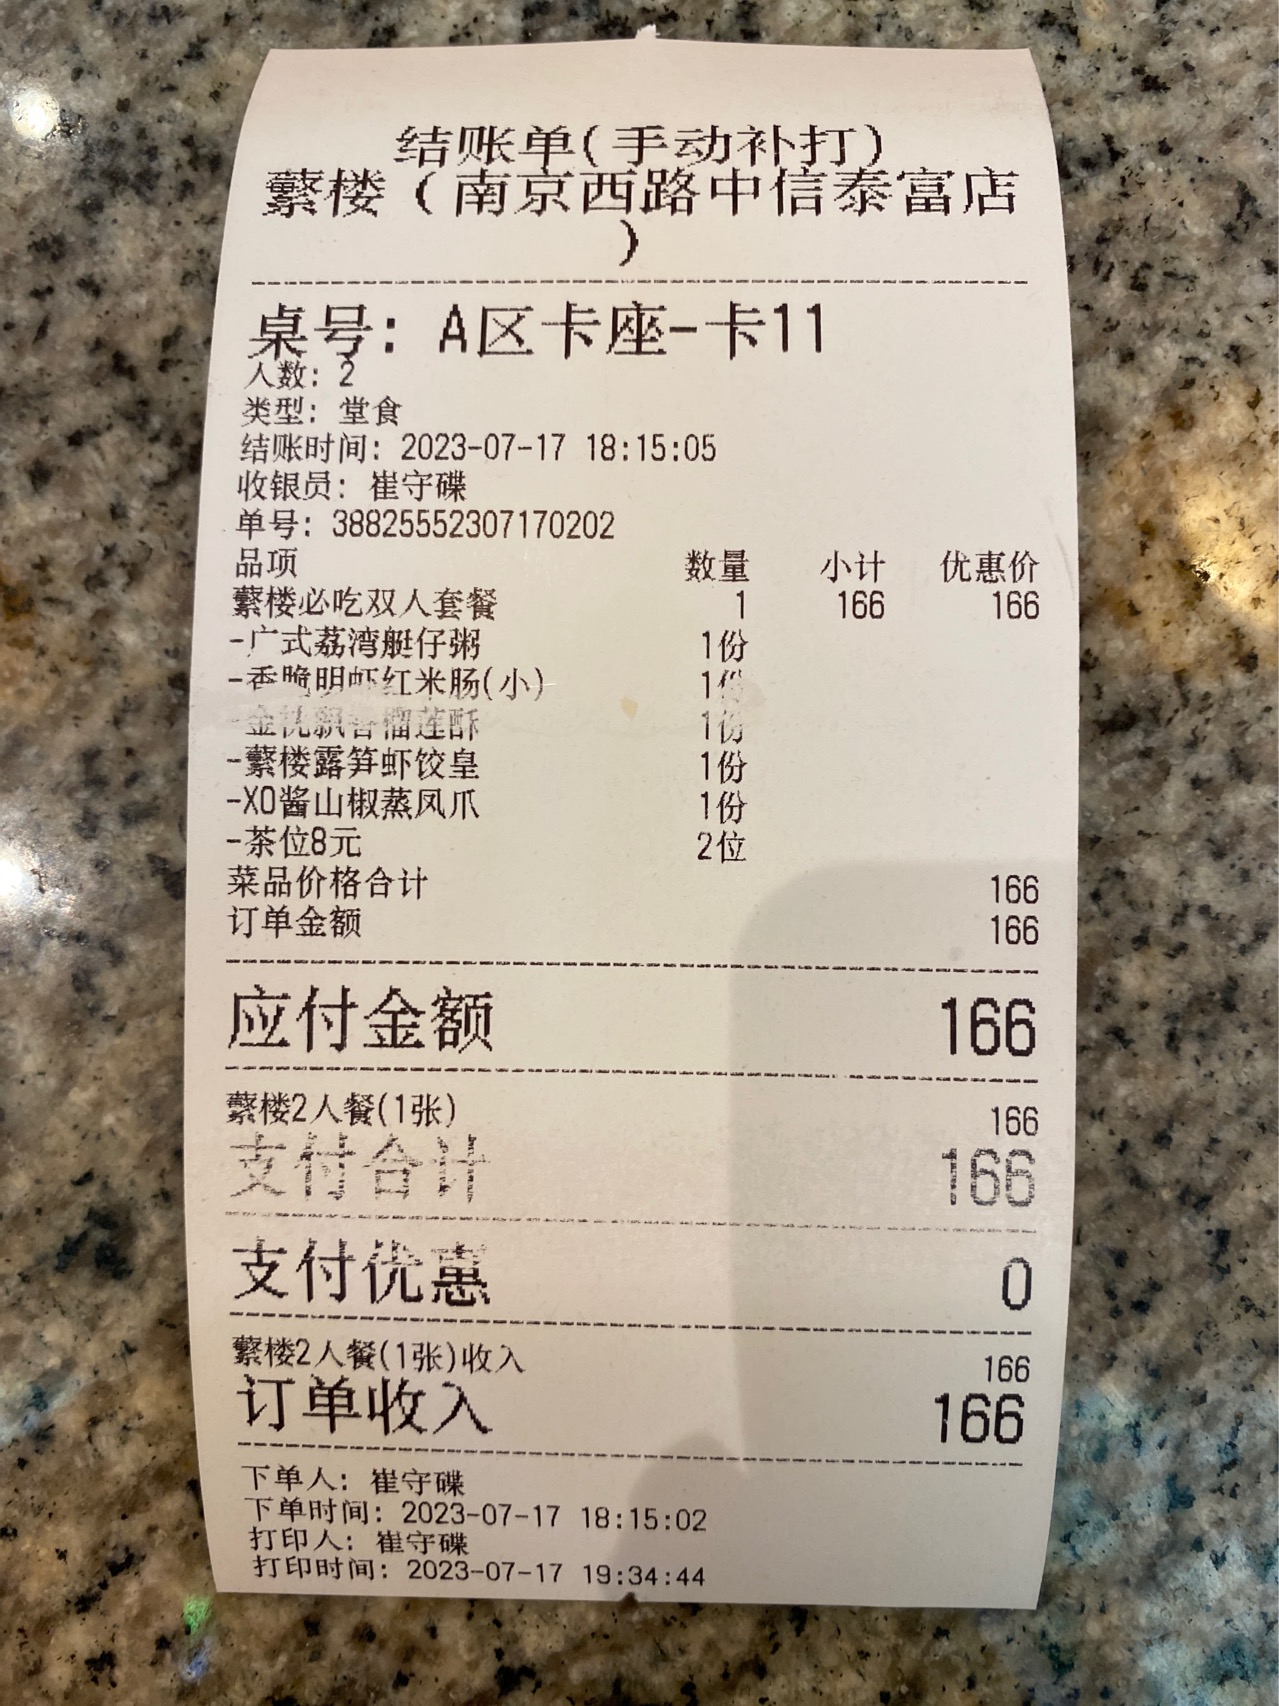 结账单(手动补打)
蘩楼(南京西路中信泰富店
)
桌号: A区卡座-卡11
人数: 2
类型: 堂食
结账时间: 2023-07-17 18:15:05
收银员: 崔守碟
单号: 38825552307170202
品项 数量 小计 优惠价
蘩楼必吃双人套餐 1 166 166
-广式荔湾艇仔粥 1份
-香脆明虾红米肠(小) 1份
-金枕飘香榴莲酥 1份
-蘩楼露笋虾饺皇 1份
-XO酱山椒蒸凤爪 1份
-茶位8元 2位
菜品价格合计 166
订单金额 166
应付金额 166
蘩楼2人餐(1张) 166
支付合计 166
支付优惠 0
蘩楼2人餐(1张)收入 166
订单收入 166
下单人: 崔守碟
下单时间: 2023-07-17 18:15:02
打印人: 崔守碟
打印时间: 2023-07-17 19:34:44